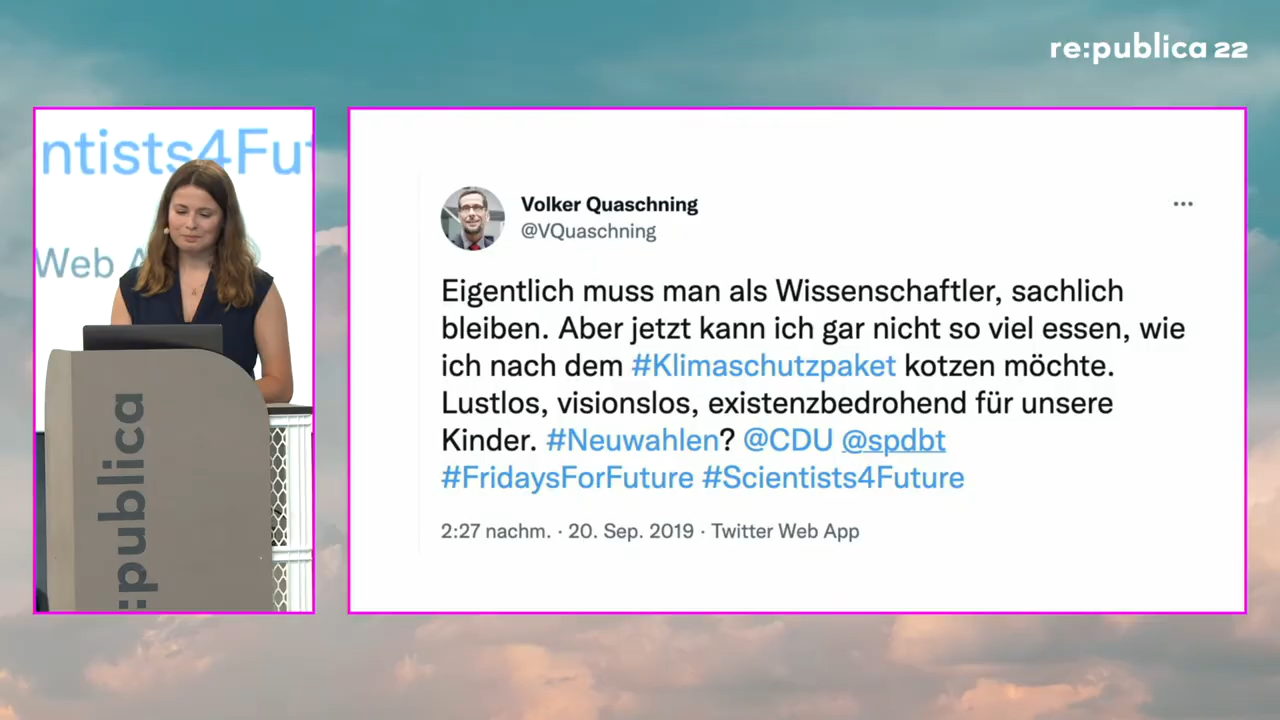 re:publica 22
ntists4Fut
Web A
:publica
Volker Quaschning
@VQuaschning
Eigentlich muss man als Wissenschaftler, sachlich
bleiben. Aber jetzt kann ich gar nicht so viel essen, wie
ich nach dem #Klimaschutzpaket kotzen möchte.
Lustlos, visionslos, existenzbedrohend für unsere
Kinder. #Neuwahlen? @CDU @spdbt
#FridaysForFuture #Scientists4Future
2:27 nachm. · 20. Sep. 2019 · Twitter Web App